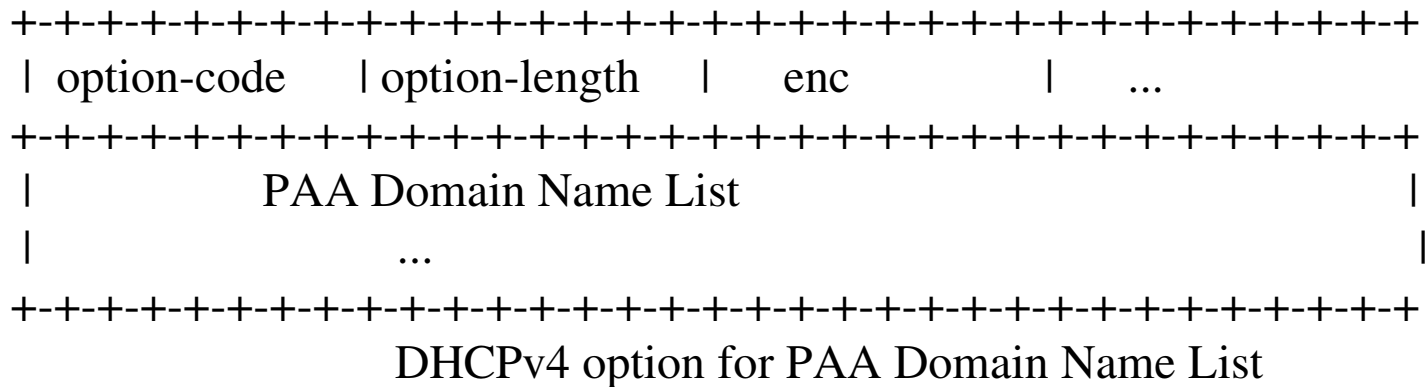 +-+-+-+-+-+-+-+-+-+-+-+-+-+-+-+-+-+-+-+-+-+-+-+-+-+-+-+-+-+-+-+-+
| option-code | option-length | enc | ...
+-+-+-+-+-+-+-+-+-+-+-+-+-+-+-+-+-+-+-+-+-+-+-+-+-+-+-+-+-+-+-+-+
| PAA Domain Name List |
| ... |
+-+-+-+-+-+-+-+-+-+-+-+-+-+-+-+-+-+-+-+-+-+-+-+-+-+-+-+-+-+-+-+-+
DHCPv4 option for PAA Domain Name List